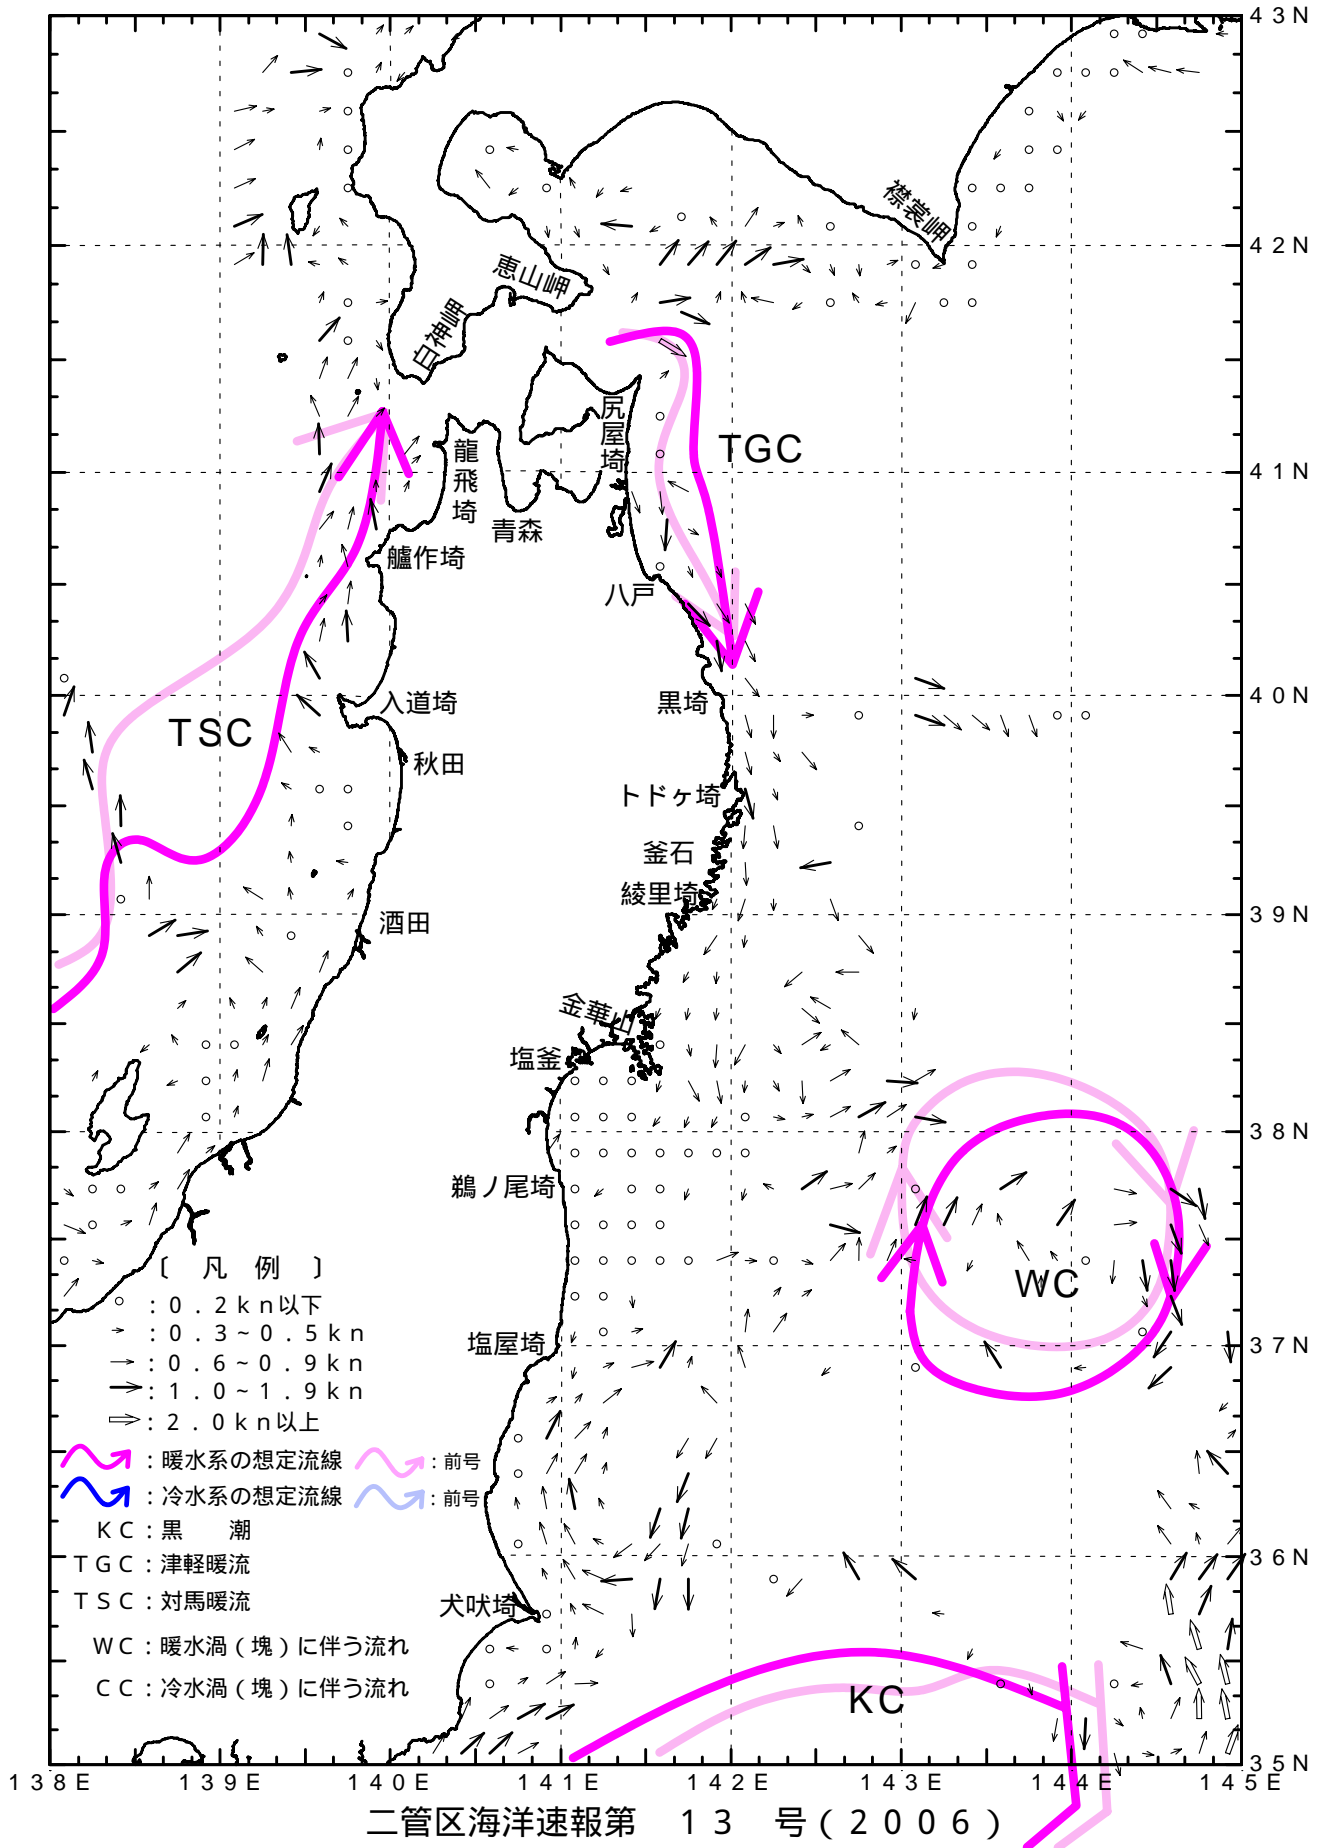 43N
襟裳岬
42N
恵山岬
白神岬
尻屋埼
TGC
龍飛埼
41N
青森
艫作埼
八戸
入道埼
黒埼
40N
TSC
秋田
トドヶ埼
釜石
綾里埼
酒田
39N
金華山
塩釜
38N
鵜ノ尾埼
WC
塩屋埼
37N
〔 凡 例 〕
:0.2kn以下
:0.3~0.5kn
:0.6~0.9kn
:1.0~1.9kn
:2.0kn以上
:暖水系の想定流線 :前号
:冷水系の想定流線 :前号
KC:黒 潮
TGC:津軽暖流
TSC:対馬暖流
WC:暖水渦(塊)に伴う流れ
CC:冷水渦(塊)に伴う流れ
36N
犬吠埼
KC
35N
138E 139E 140E 141E 142E 143E 144E 145E
二管区海洋速報第 13 号(2006)